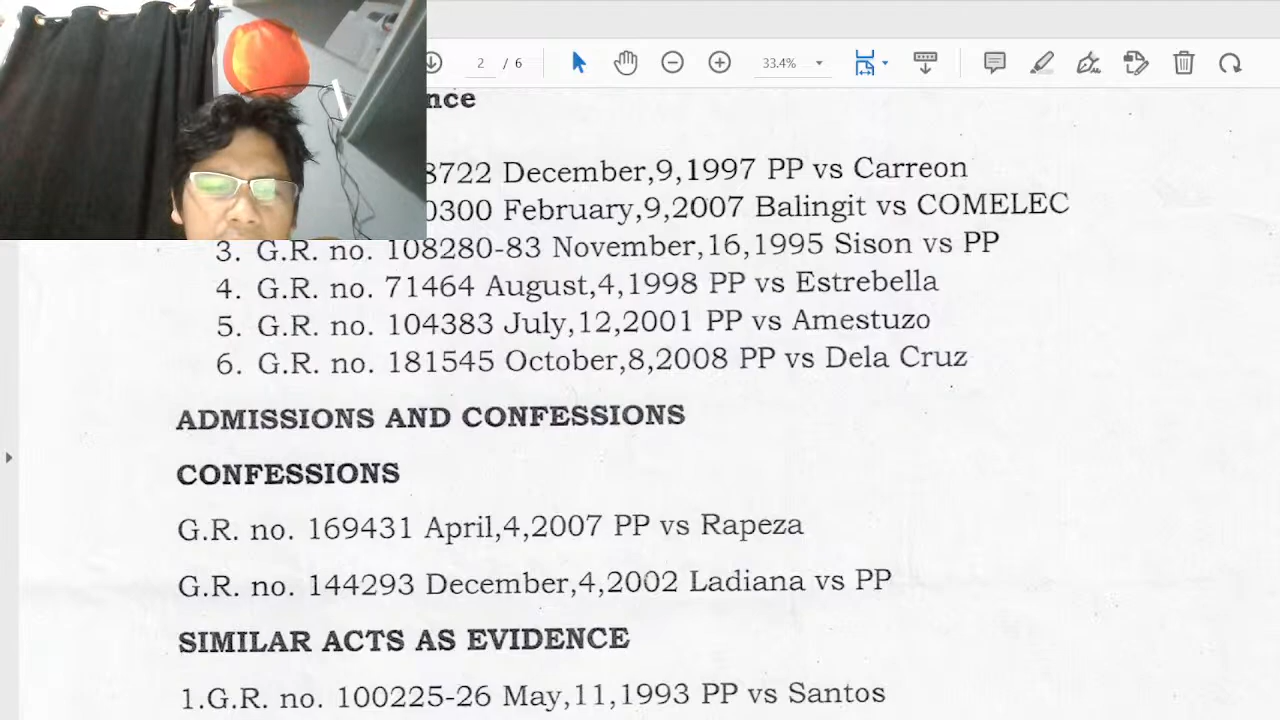 2 / 6
33.4%
nce
8722 December,9,1997 PP vs Carreon
0300 February,9,2007 Balingit vs COMELEC
3. G.R. no. 108280-83 November,16,1995 Sison vs PP
4. G.R. no. 71464 August,4,1998 PP vs Estrebella
5. G.R. no. 104383 July,12,2001 PP vs Amestuzo
6. G.R. no. 181545 October,8,2008 PP vs Dela Cruz
ADMISSIONS AND CONFESSIONS
CONFESSIONS
G.R. no. 169431 April,4,2007 PP vs Rapeza
G.R. no. 144293 December,4,2002 Ladiana vs PP
SIMILAR ACTS AS EVIDENCE
1.G.R. no. 100225-26 May,11,1993 PP vs Santos